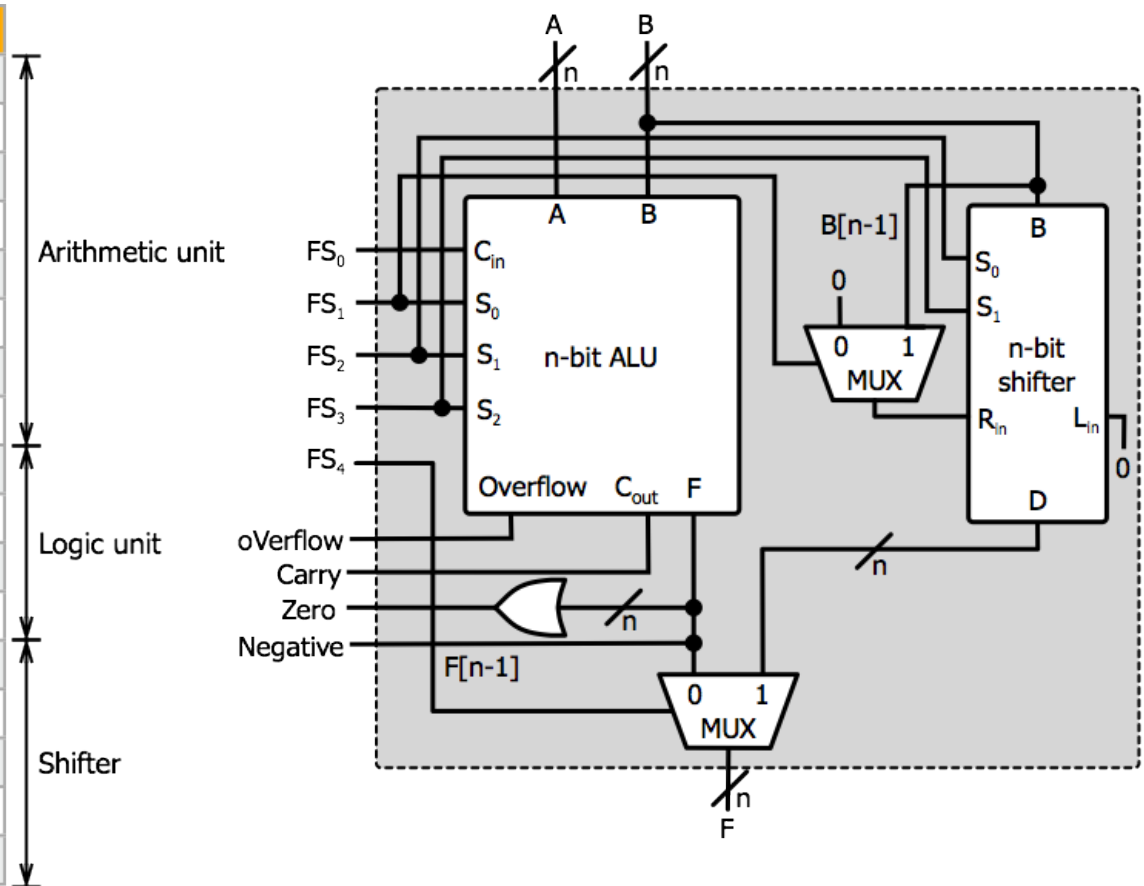 A B
n n
Arithmetic unit
Logic unit
Shifter
FS0
FS1
FS2
FS3
FS4
oVerflow
Carry
Zero
Negative
A B
Cin
S0
S1
S2
n-bit ALU
Overflow Cout F
n
F[n-1]
B[n-1]
0
0 1
MUX
B
S0
S1
n-bit
shifter
Rin Lin
0
D
n
0 1
MUX
n
F